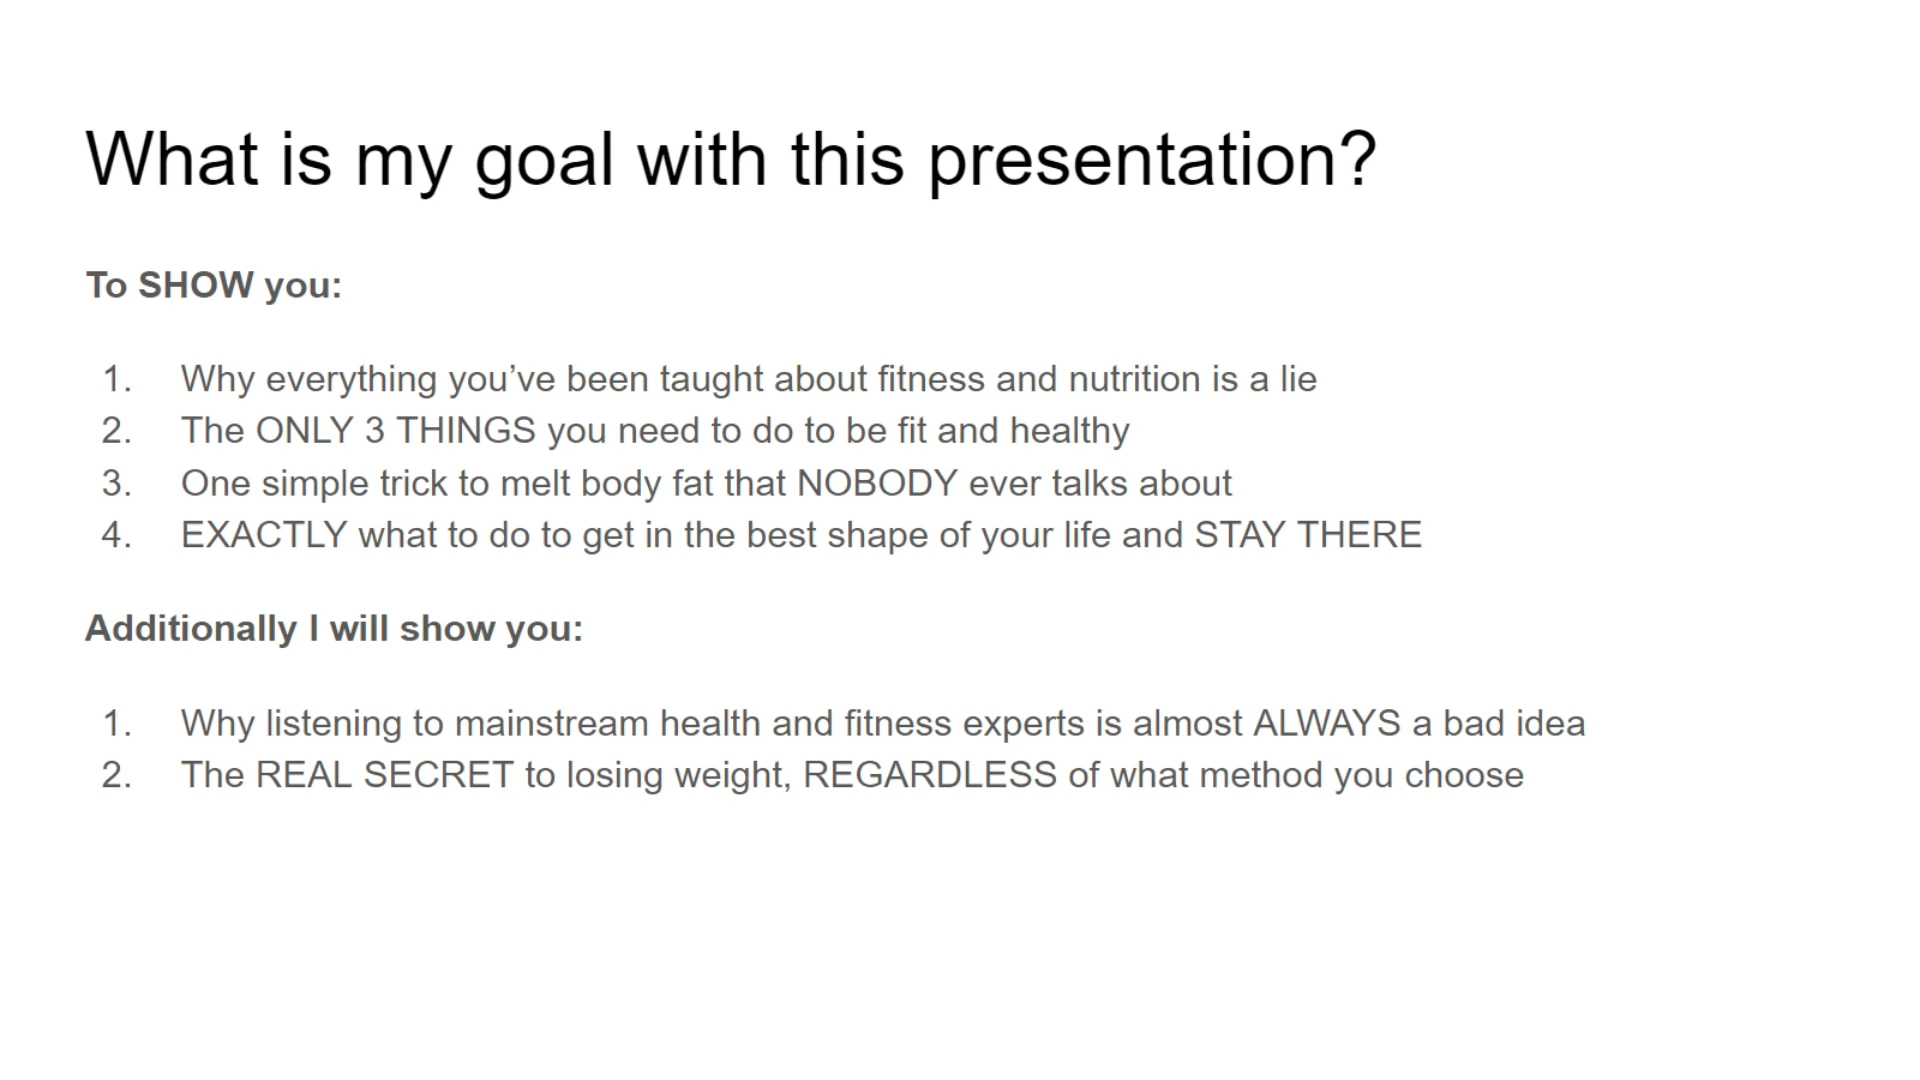 What is my goal with this presentation?
To SHOW you:
1. Why everything you’ve been taught about fitness and nutrition is a lie
2. The ONLY 3 THINGS you need to do to be fit and healthy
3. One simple trick to melt body fat that NOBODY ever talks about
4. EXACTLY what to do to get in the best shape of your life and STAY THERE
Additionally I will show you:
1. Why listening to mainstream health and fitness experts is almost ALWAYS a bad idea
2. The REAL SECRET to losing weight, REGARDLESS of what method you choose